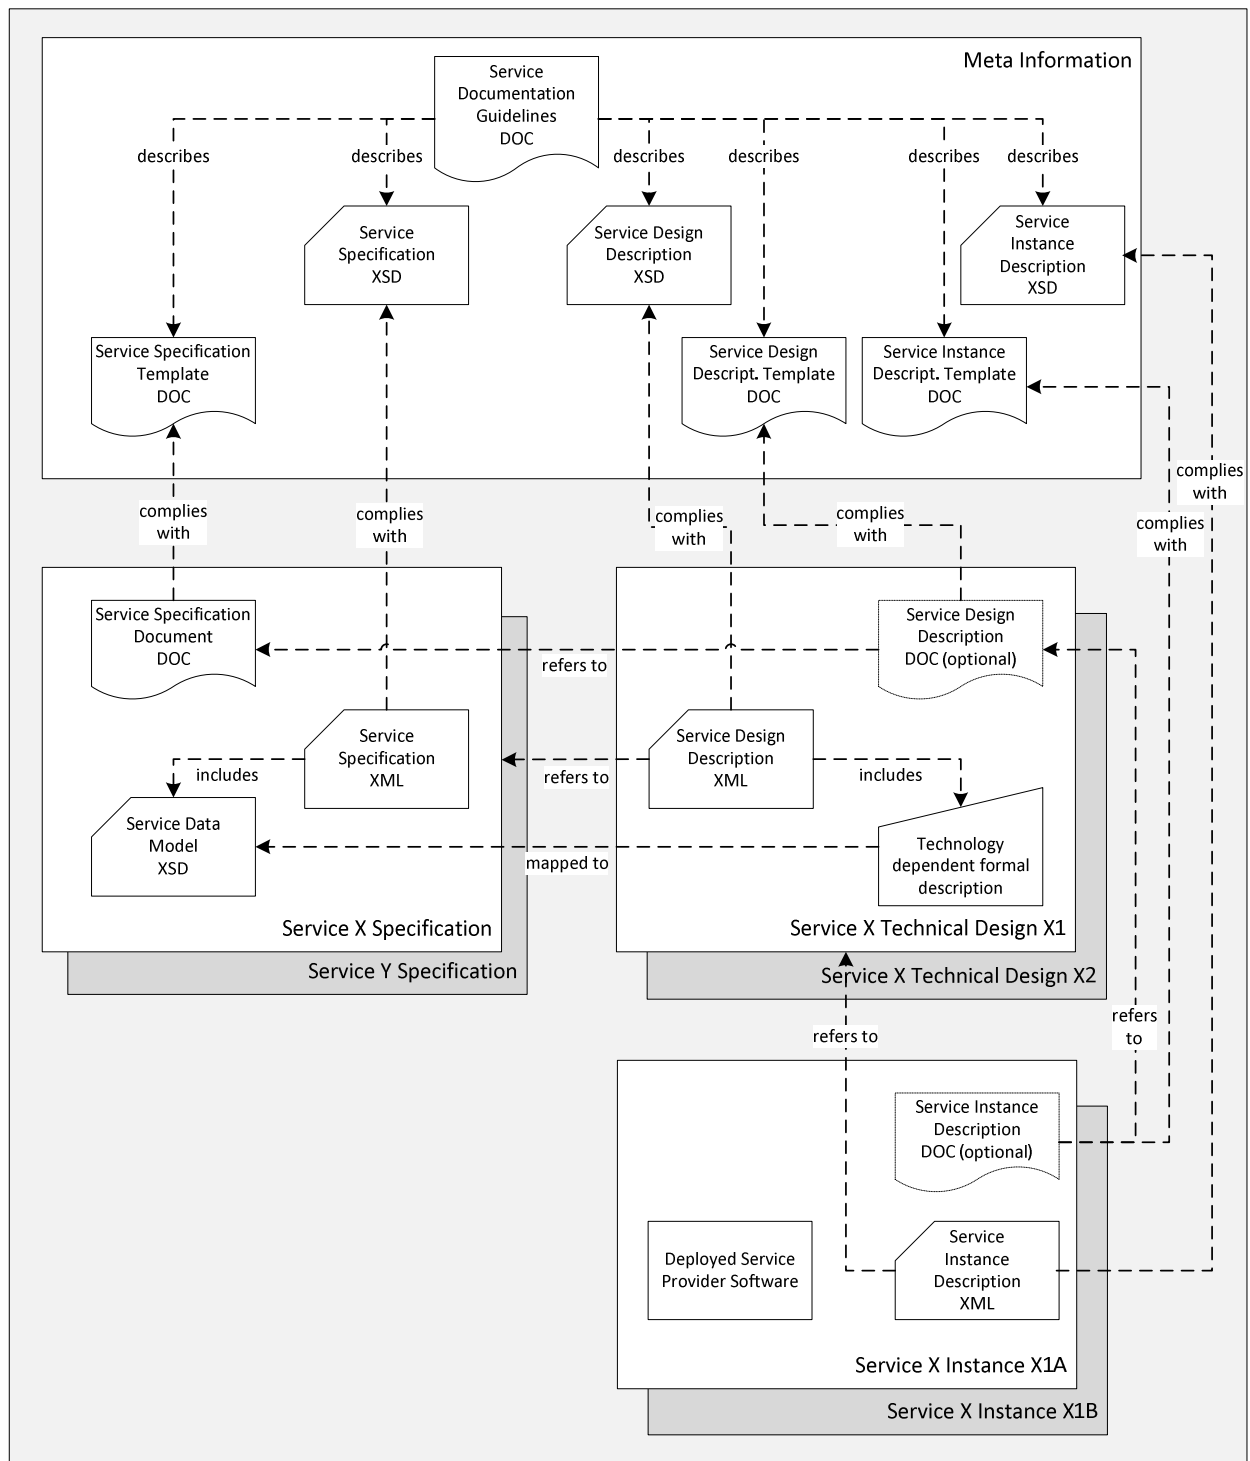 Meta Information
Service
Documentation
Guidelines
DOC
describes
describes
describes
describes
describes
describes
Service
Specification
XSD
Service Design
Description
XSD
Service
Instance
Description
XSD
Service Specification
Template
DOC
Service Design
Descript. Template
DOC
Service Instance
Descript. Template
DOC
complies
with
complies
with
complies
with
complies
with
complies
with
complies
with
Service Specification
Document
DOC
Service Design
Description
DOC (optional)
refers to
Service
Specification
XML
Service Design
Description
XML
includes
refers to
includes
Service Data
Model
XSD
mapped to
Technology
dependent formal
description
Service X Specification
Service X Technical Design X1
Service Y Specification
Service X Technical Design X2
refers to
refers
to
Service Instance
Description
DOC (optional)
Deployed Service
Provider Software
Service
Instance
Description
XML
Service X Instance X1A
Service X Instance X1B